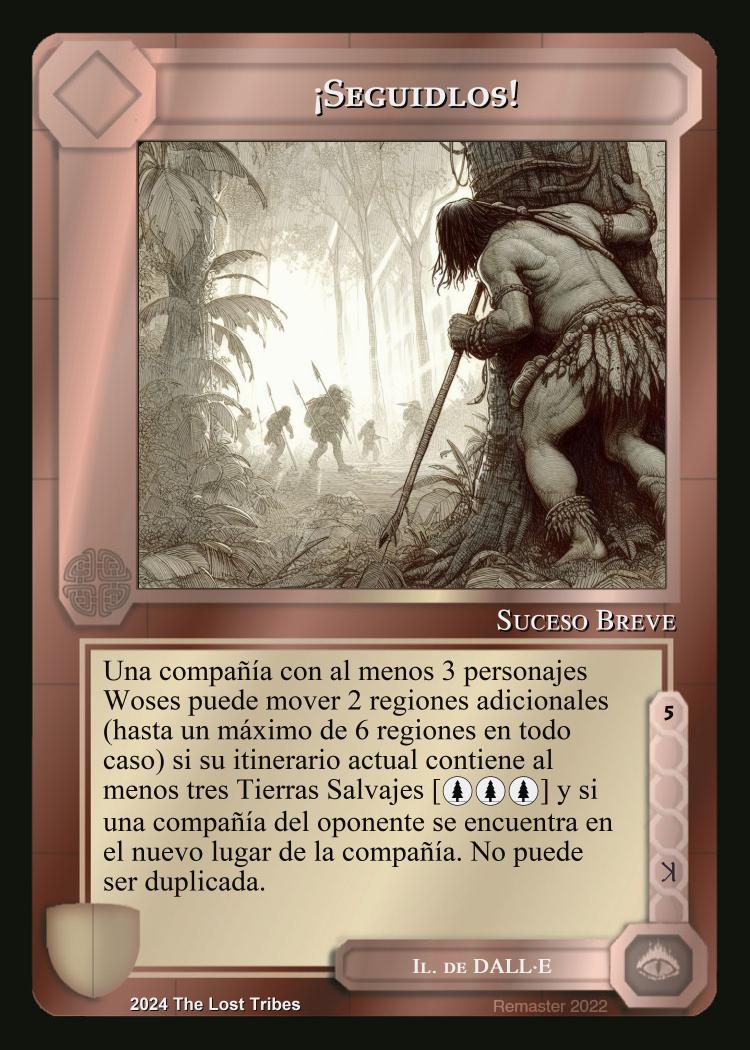 ¡Seguidlos!
Suceso Breve
Una compañía con al menos 3 personajes
Woses puede mover 2 regiones adicionales
(hasta un máximo de 6 regiones en todo
caso) si su itinerario actual contiene al
menos tres Tierras Salvajes [ ] y si
una compañía del oponente se encuentra en
el nuevo lugar de la compañía. No puede
ser duplicada.
5
Il. de DALL·E
2024 The Lost Tribes
Remaster 2022